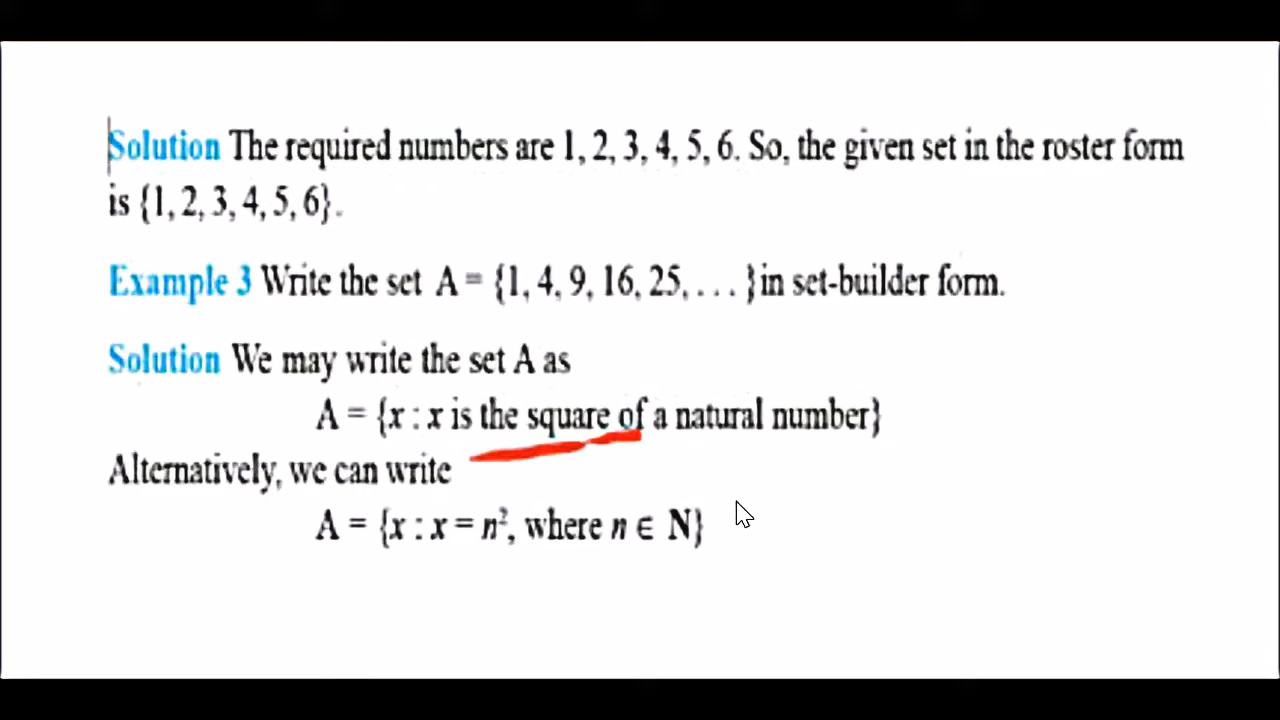 Solution The required numbers are 1, 2, 3, 4, 5, 6. So, the given set in the roster form
is {1, 2, 3, 4, 5, 6}.
Example 3 Write the set A = {1, 4, 9, 16, 25, . . . }in set-builder form.
Solution We may write the set A as
A = {x : x is the square of a natural number}
Alternatively, we can write
A = {x : x = n², where n ∈ N}